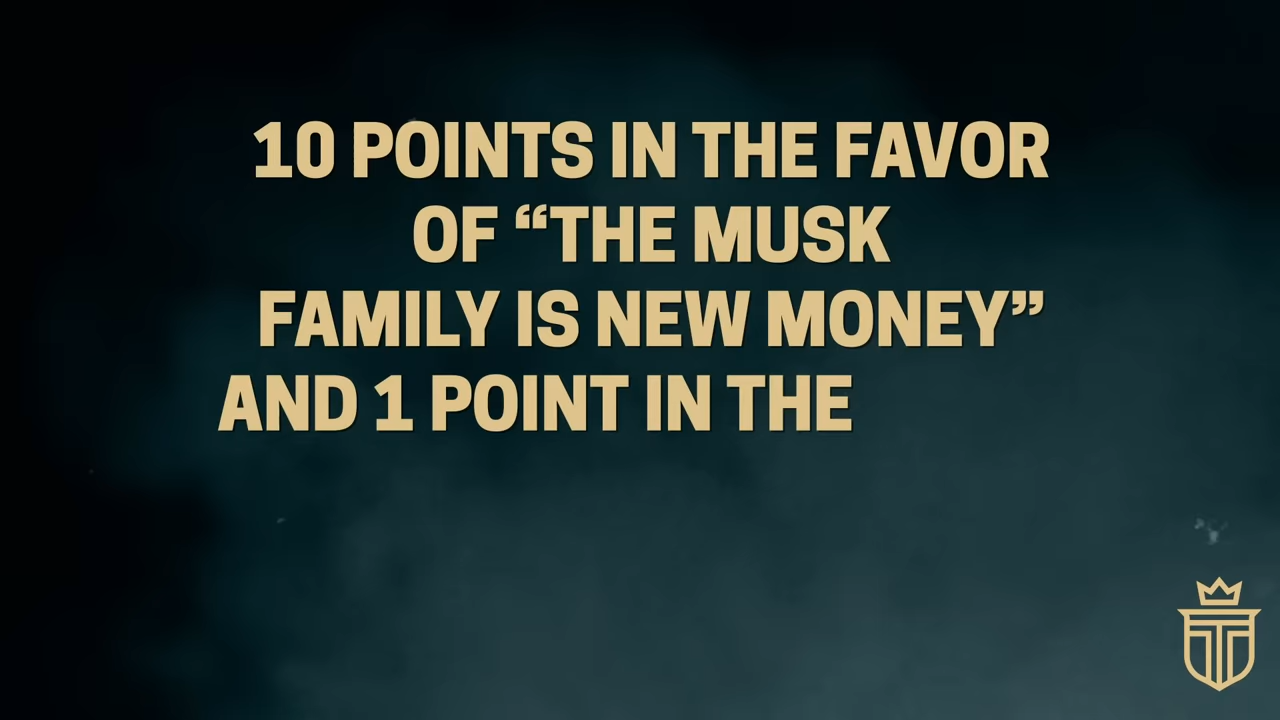 10 POINTS IN THE FAVOR
OF “THE MUSK
FAMILY IS NEW MONEY”
AND 1 POINT IN THE